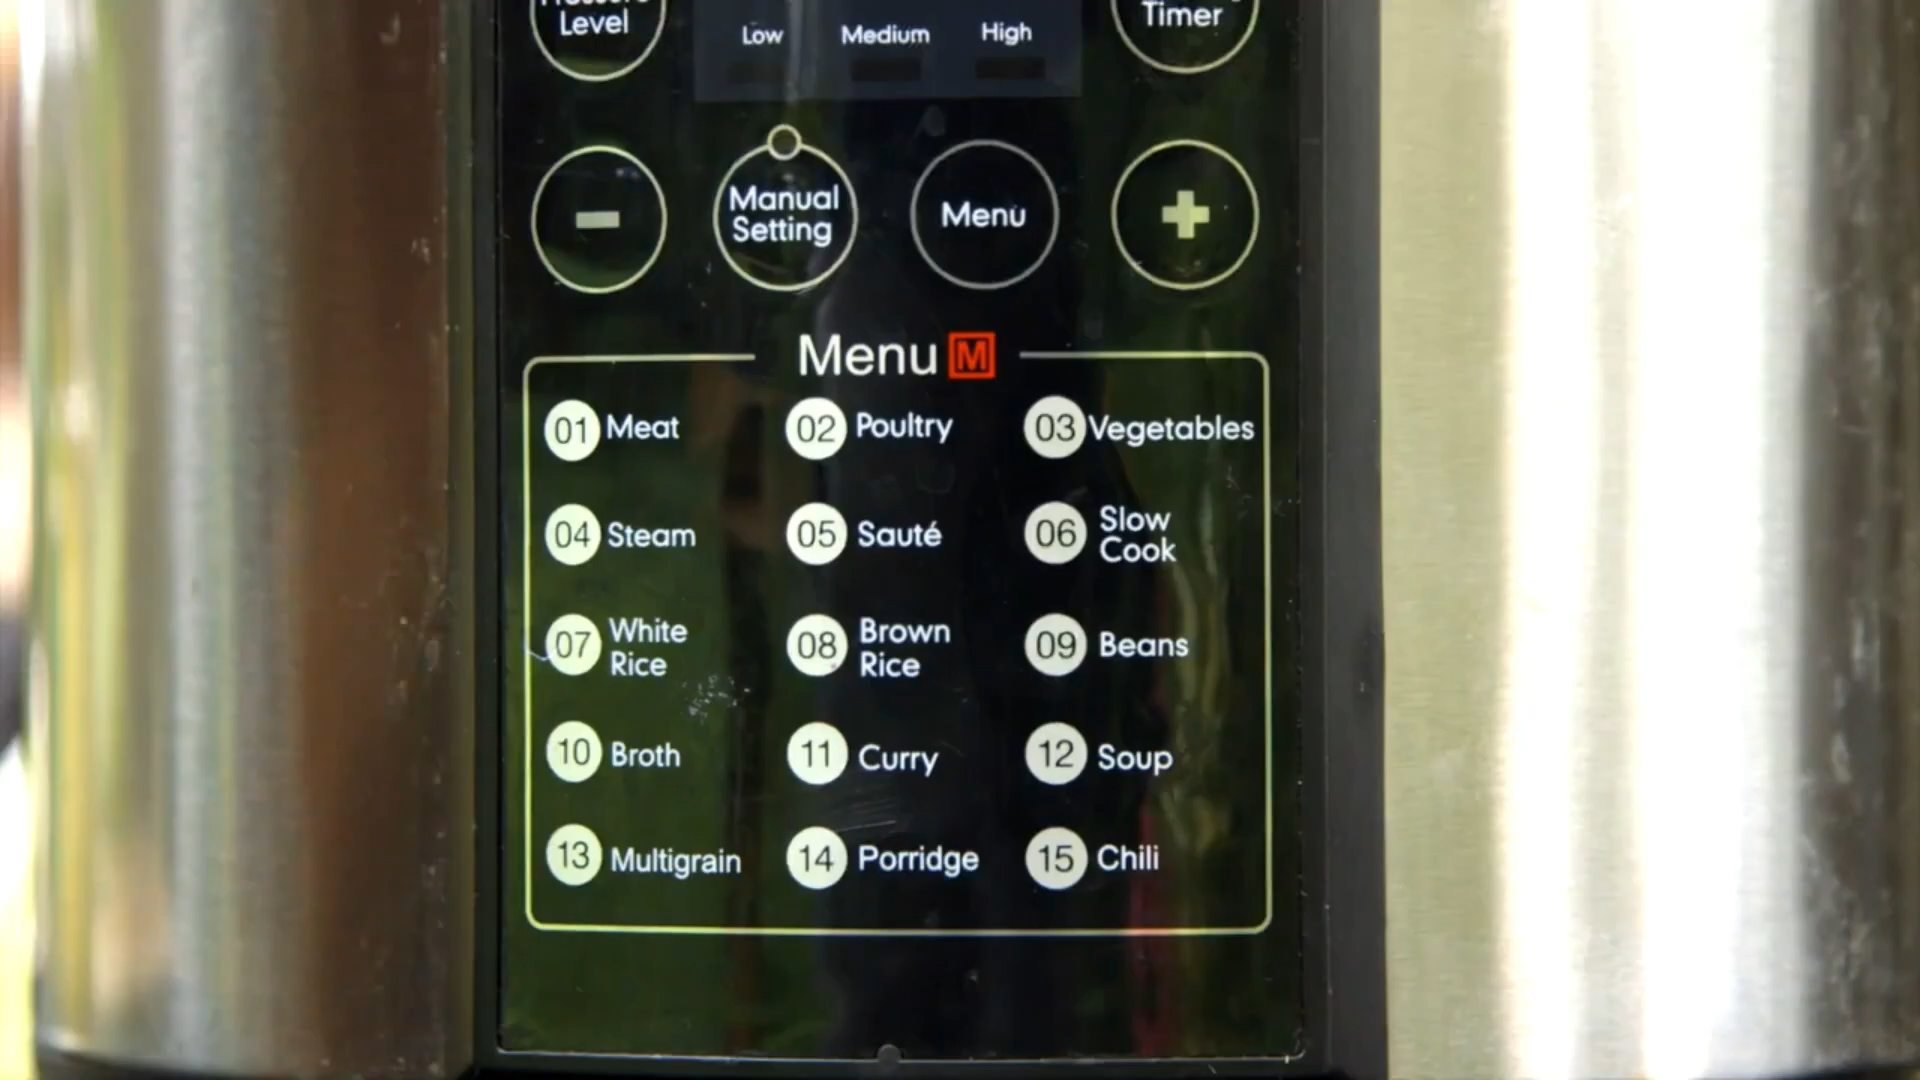 Level
Low Medium High
Timer
Manual
Setting
Menu
Menu M
01 Meat
02 Poultry
03 Vegetables
04 Steam
05 Sauté
06 Slow
Cook
07 White
Rice
08 Brown
Rice
09 Beans
10 Broth
11 Curry
12 Soup
13 Multigrain
14 Porridge
15 Chili